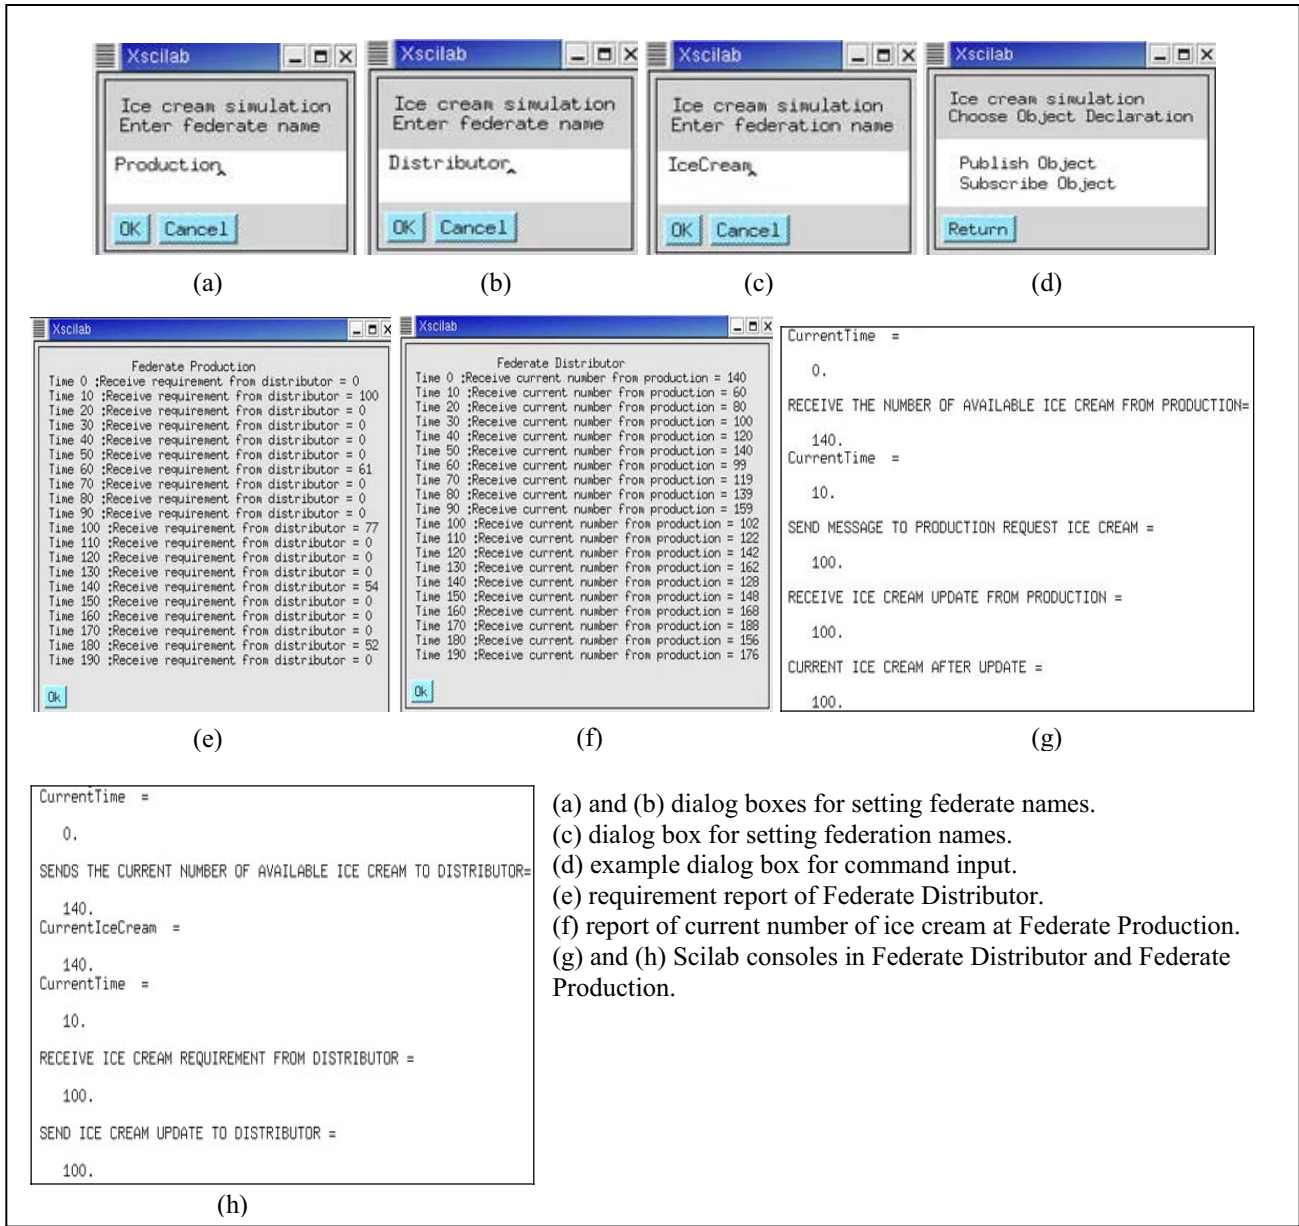 Xscilab
Ice cream simulation
Enter federate name
Production
OK Cancel
(a)
Xscilab
Ice cream simulation
Enter federate name
Distributor
OK Cancel
(b)
Xscilab
Ice cream simulation
Enter federation name
IceCream
OK Cancel
(c)
Xscilab
Ice cream simulation
Choose Object Declaration
Publish Object
Subscribe Object
Return
(d)
Xscilab
Federate Production
Time 0 :Receive requirement from distributor = 0
Time 10 :Receive requirement from distributor = 100
Time 20 :Receive requirement from distributor = 0
Time 30 :Receive requirement from distributor = 0
Time 40 :Receive requirement from distributor = 0
Time 50 :Receive requirement from distributor = 0
Time 60 :Receive requirement from distributor = 61
Time 70 :Receive requirement from distributor = 0
Time 80 :Receive requirement from distributor = 0
Time 90 :Receive requirement from distributor = 0
Time 100 :Receive requirement from distributor = 77
Time 110 :Receive requirement from distributor = 0
Time 120 :Receive requirement from distributor = 0
Time 130 :Receive requirement from distributor = 0
Time 140 :Receive requirement from distributor = 54
Time 150 :Receive requirement from distributor = 0
Time 160 :Receive requirement from distributor = 0
Time 170 :Receive requirement from distributor = 0
Time 180 :Receive requirement from distributor = 52
Time 190 :Receive requirement from distributor = 0
Ok
(e)
Xscilab
Federate Distributor
Time 0 :Receive current number from production = 140
Time 10 :Receive current number from production = 60
Time 20 :Receive current number from production = 80
Time 30 :Receive current number from production = 100
Time 40 :Receive current number from production = 120
Time 50 :Receive current number from production = 140
Time 60 :Receive current number from production = 99
Time 70 :Receive current number from production = 119
Time 80 :Receive current number from production = 139
Time 90 :Receive current number from production = 159
Time 100 :Receive current number from production = 102
Time 110 :Receive current number from production = 122
Time 120 :Receive current number from production = 142
Time 130 :Receive current number from production = 162
Time 140 :Receive current number from production = 128
Time 150 :Receive current number from production = 148
Time 160 :Receive current number from production = 168
Time 170 :Receive current number from production = 188
Time 180 :Receive current number from production = 156
Time 190 :Receive current number from production = 176
Ok
(f)
CurrentTime =
0.
RECEIVE THE NUMBER OF AVAILABLE ICE CREAM FROM PRODUCTION=
140.
CurrentTime =
10.
SEND MESSAGE TO PRODUCTION REQUEST ICE CREAM =
100.
RECEIVE ICE CREAM UPDATE FROM PRODUCTION =
100.
CURRENT ICE CREAM AFTER UPDATE =
100.
(g)
CurrentTime =
0.
SENDS THE CURRENT NUMBER OF AVAILABLE ICE CREAM TO DISTRIBUTOR=
140.
CurrentIceCream =
140.
CurrentTime =
10.
RECEIVE ICE CREAM REQUIREMENT FROM DISTRIBUTOR =
100.
SEND ICE CREAM UPDATE TO DISTRIBUTOR =
100.
(h)
(a) and (b) dialog boxes for setting federate names.
(c) dialog box for setting federation names.
(d) example dialog box for command input.
(e) requirement report of Federate Distributor.
(f) report of current number of ice cream at Federate Production.
(g) and (h) Scilab consoles in Federate Distributor and Federate
Production.